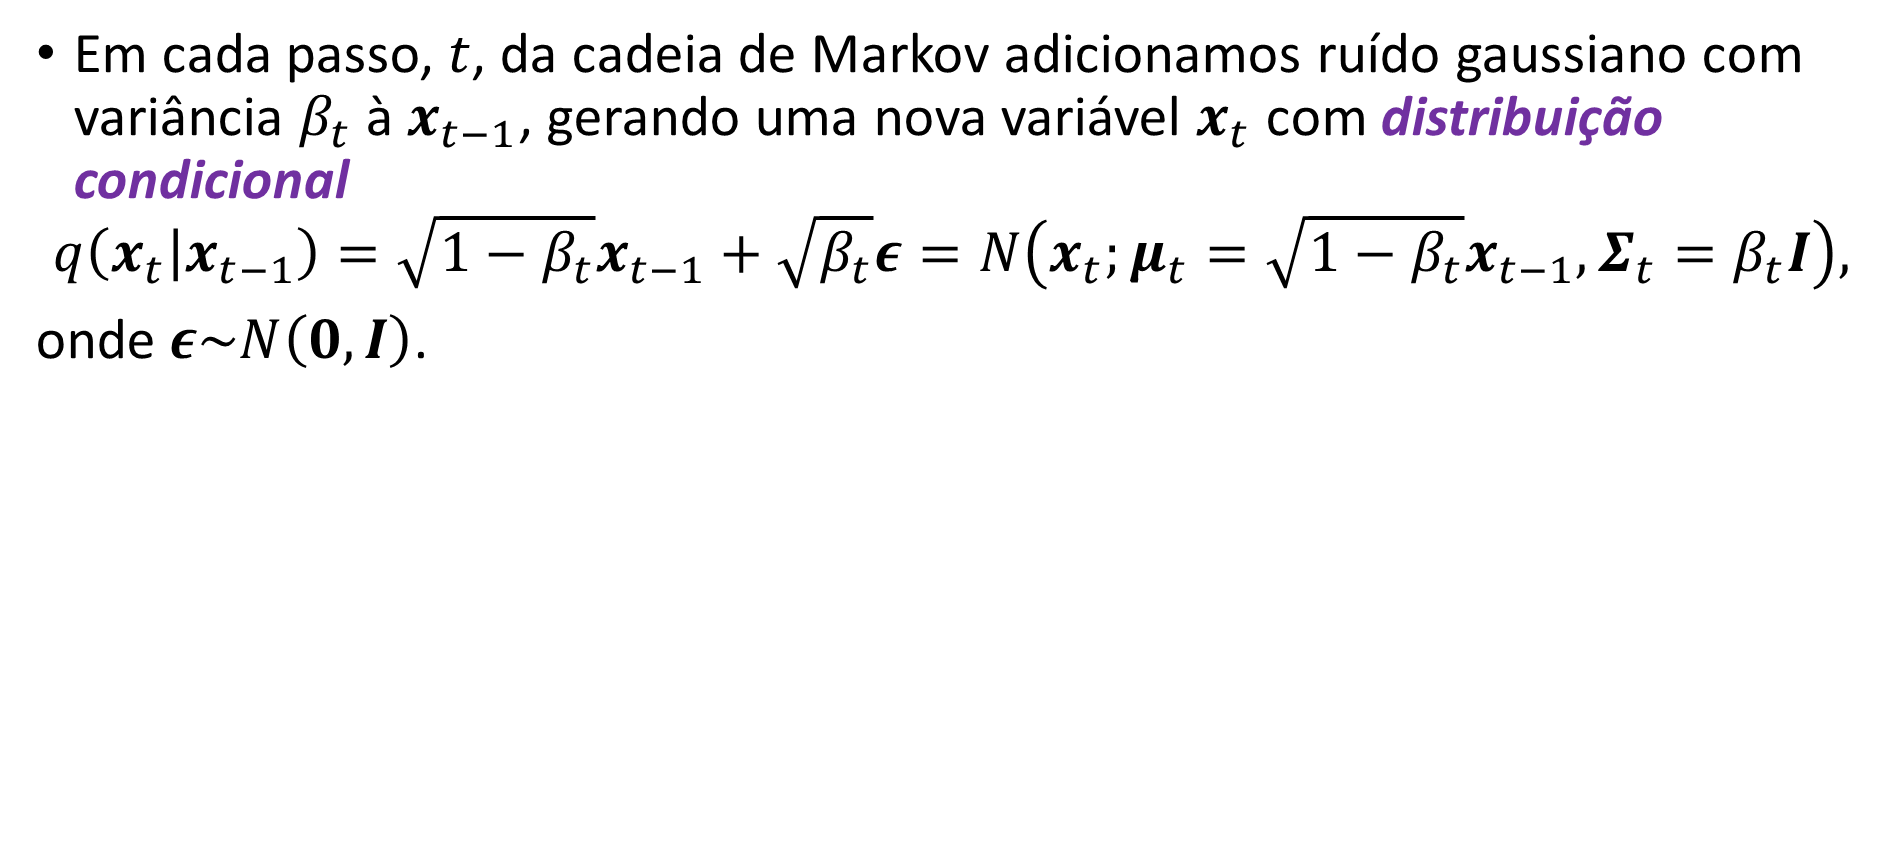 • Em cada passo, 𝑡, da cadeia de Markov adicionamos ruído gaussiano com
variância 𝛽ₜ à 𝒙ₜ₋₁, gerando uma nova variável 𝒙ₜ com distribuição
condicional
𝑞(𝒙ₜ|𝒙ₜ₋₁) = √(1 − 𝛽ₜ)𝒙ₜ₋₁ + √(𝛽ₜ)𝝐 = 𝑁(𝒙ₜ; 𝝁ₜ = √(1 − 𝛽ₜ)𝒙ₜ₋₁, 𝜮ₜ = 𝛽ₜ𝑰),
onde 𝝐~𝑁(𝟎, 𝑰).